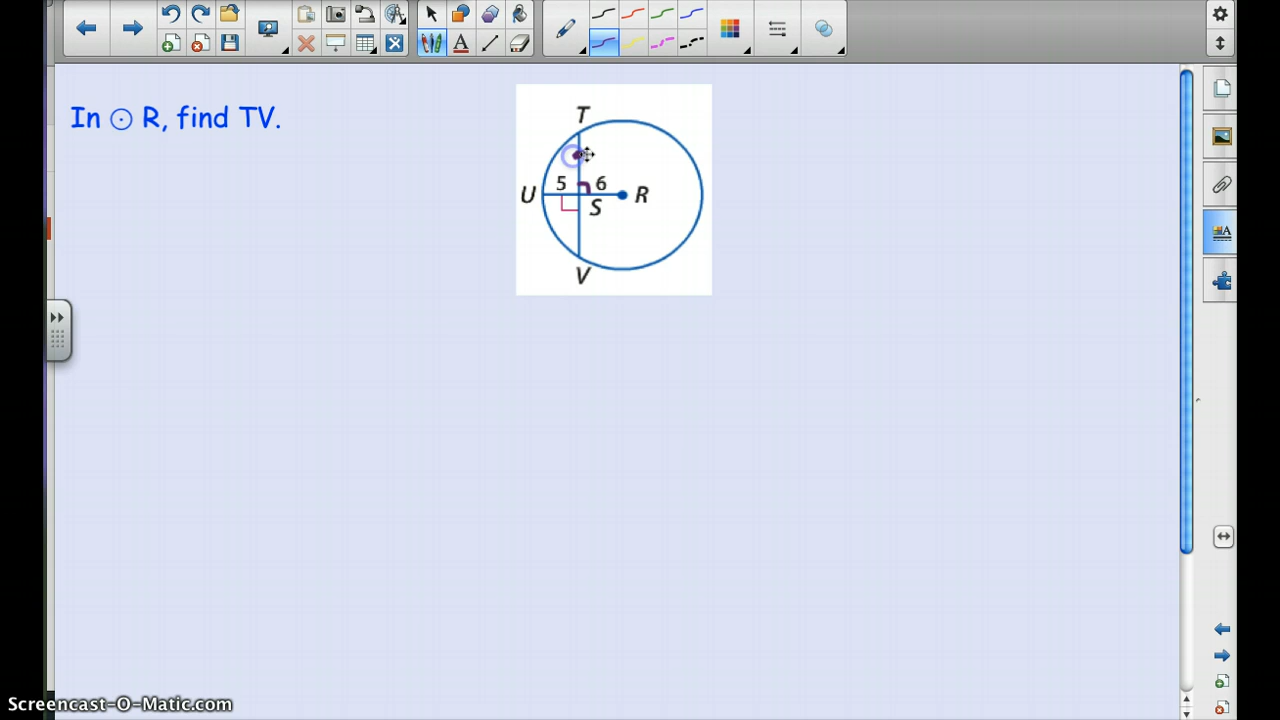 In ⊙ R, find TV.
T
5 6
U R
S
V
Screencast-O-Matic.com